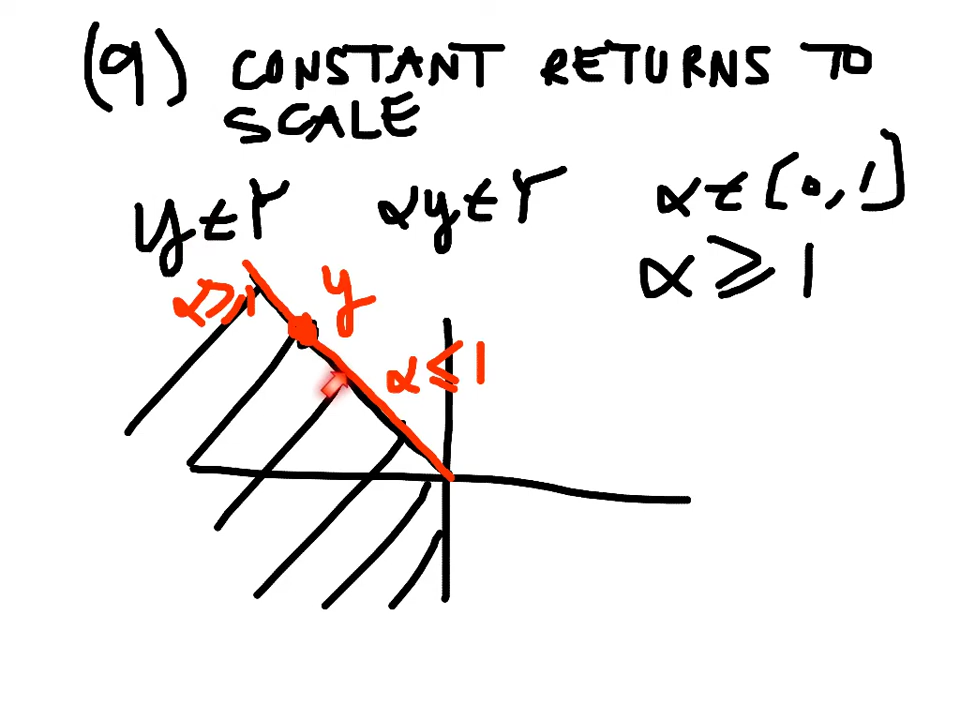 (9) CONSTANT RETURNS TO
SCALE
y ∈ Y αy ∈ Y α ∈ [0,1]
α ⩾ 1
α ⩾ 1 y
α ≤ 1